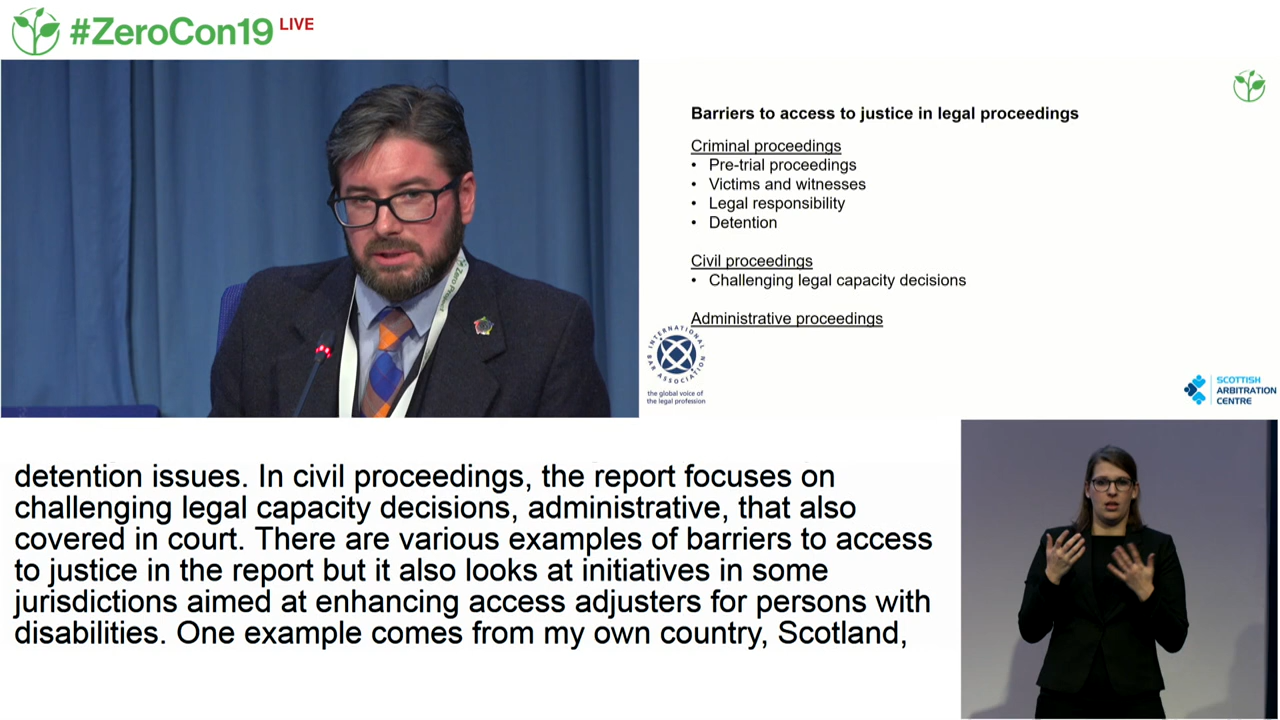 #ZeroCon19 LIVE
Barriers to access to justice in legal proceedings
Criminal proceedings
• Pre-trial proceedings
• Victims and witnesses
• Legal responsibility
• Detention
Civil proceedings
• Challenging legal capacity decisions
Administrative proceedings
INTERNATIONAL BAR ASSOCIATION
the global voice of
the legal profession
SCOTTISH
ARBITRATION
CENTRE
Zero Project
detention issues. In civil proceedings, the report focuses on
challenging legal capacity decisions, administrative, that also
covered in court. There are various examples of barriers to access
to justice in the report but it also looks at initiatives in some
jurisdictions aimed at enhancing access adjusters for persons with
disabilities. One example comes from my own country, Scotland,